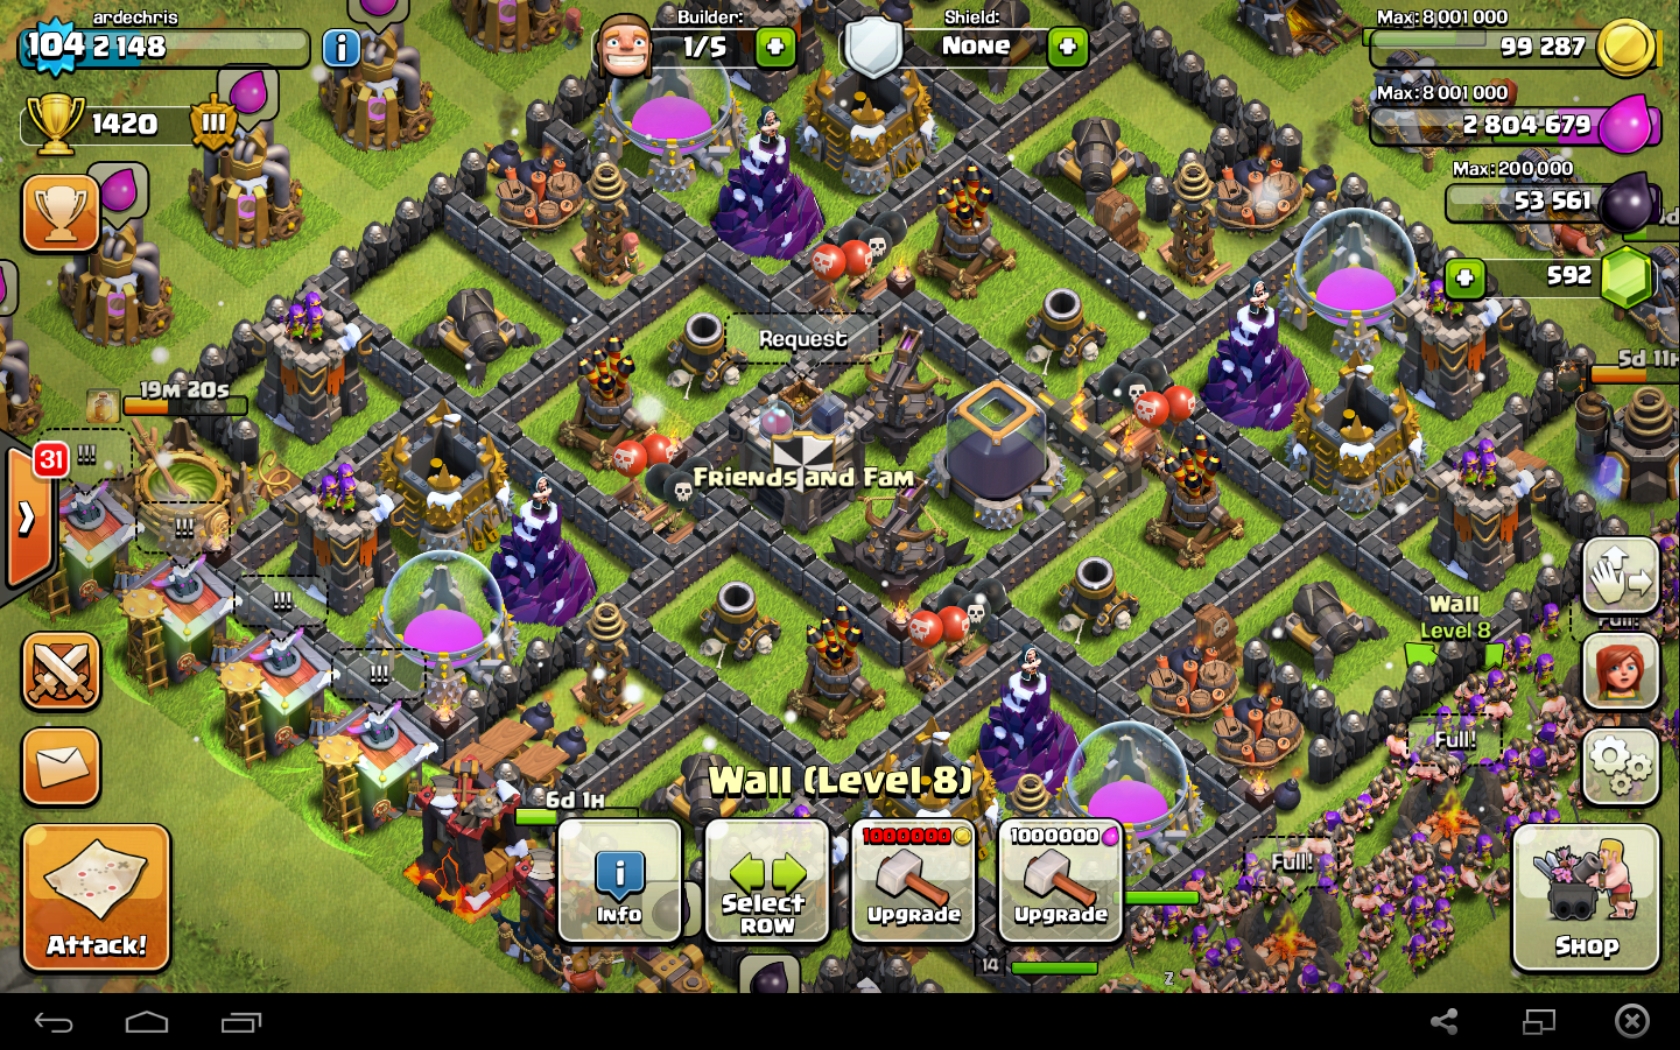 ardechris
104
2 148
Builder:
1/5
Shield:
None
Max: 8 001 000
99 287
1420
III
Max: 8 001 000
2 804 679
Max: 200 000
53 561
592
Request
5d 11
19m 20s
31
!!!
!!!
!!!
!!!
Friends and Fam
Wall
Level 8
Full!
Full!
Wall (Level 8)
6d 1h
1000000
1000000
Info
Select
Row
Upgrade
Upgrade
Full!
Attack!
Shop
14
z